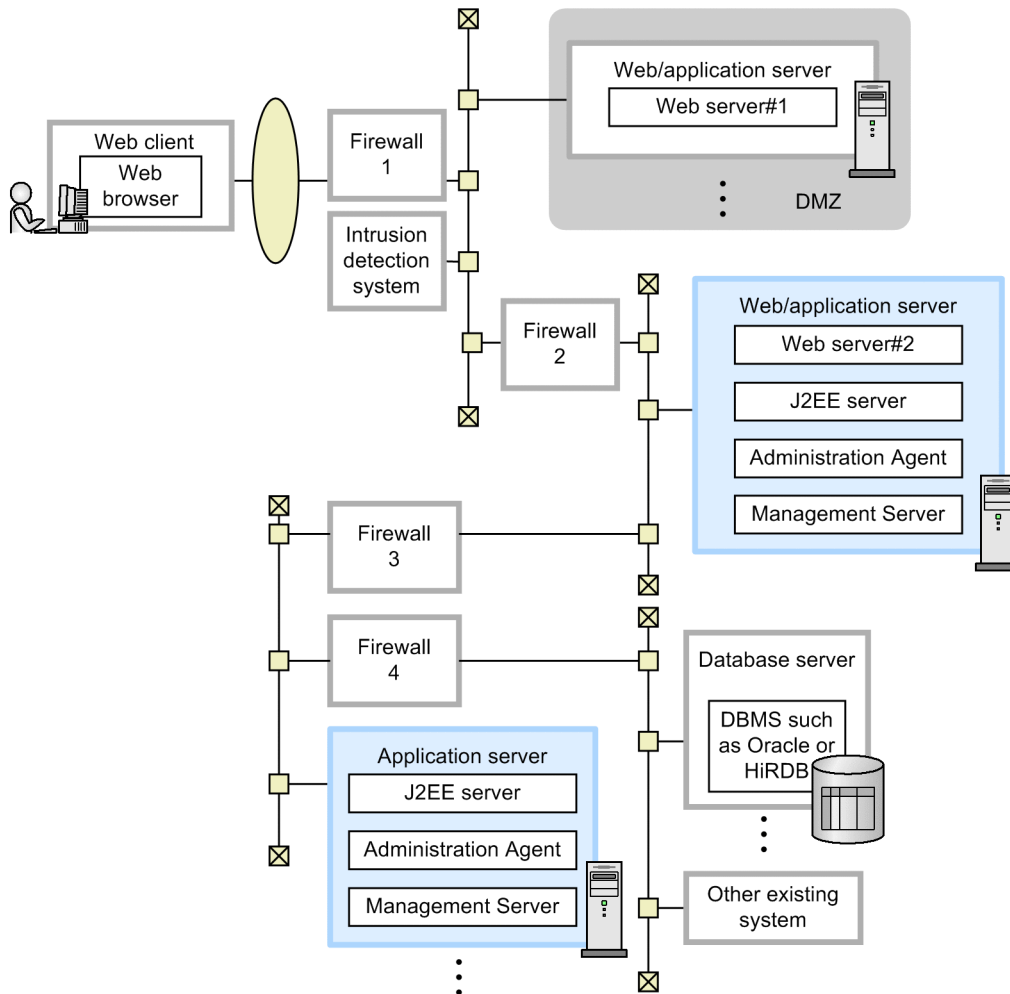 Web/application server
Web server#1
DMZ
Web client
Web
browser
Firewall
1
Intrusion
detection
system
Firewall
2
Web/application server
Web server#2
J2EE server
Administration Agent
Management Server
Firewall
3
Firewall
4
Database server
DBMS such
as Oracle or
HiRDB
Application server
J2EE server
Administration Agent
Management Server
Other existing
system